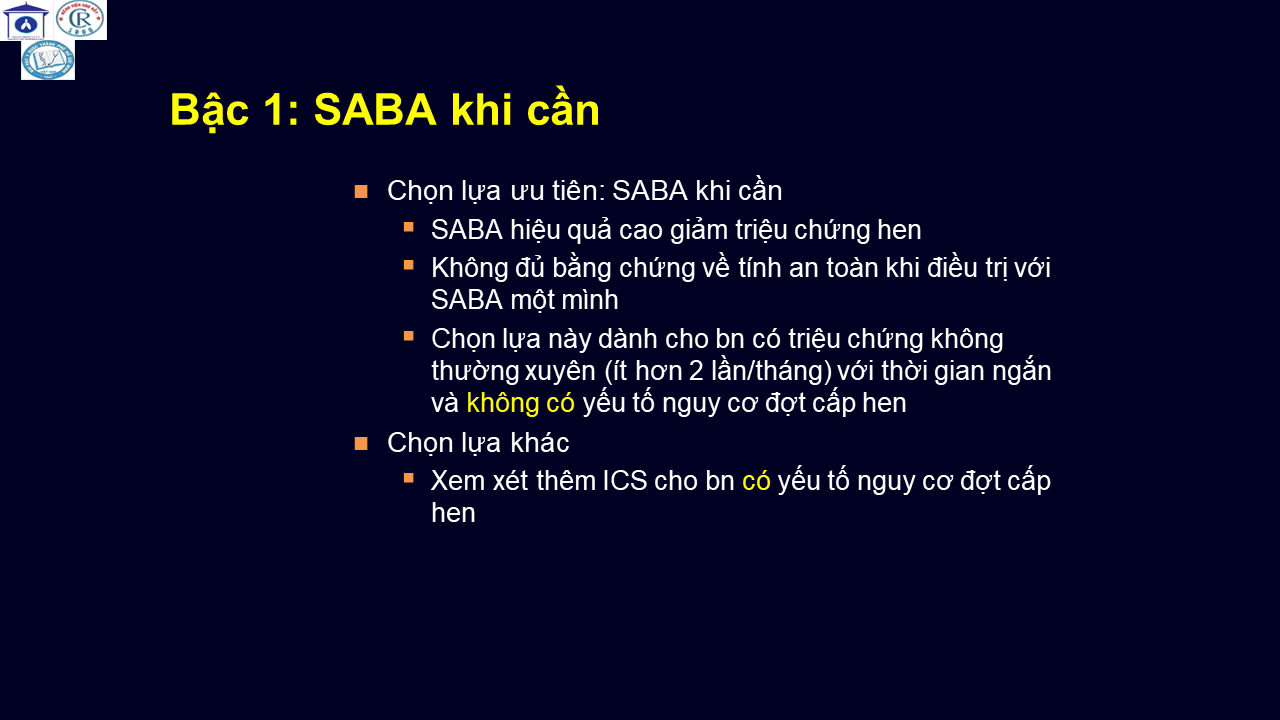 Bậc 1: SABA khi cần
Chọn lựa ưu tiên: SABA khi cần
SABA hiệu quả cao giảm triệu chứng hen
Không đủ bằng chứng về tính an toàn khi điều trị với
SABA một mình
Chọn lựa này dành cho bn có triệu chứng không
thường xuyên (ít hơn 2 lần/tháng) với thời gian ngắn
và không có yếu tố nguy cơ đợt cấp hen
Chọn lựa khác
Xem xét thêm ICS cho bn có yếu tố nguy cơ đợt cấp
hen